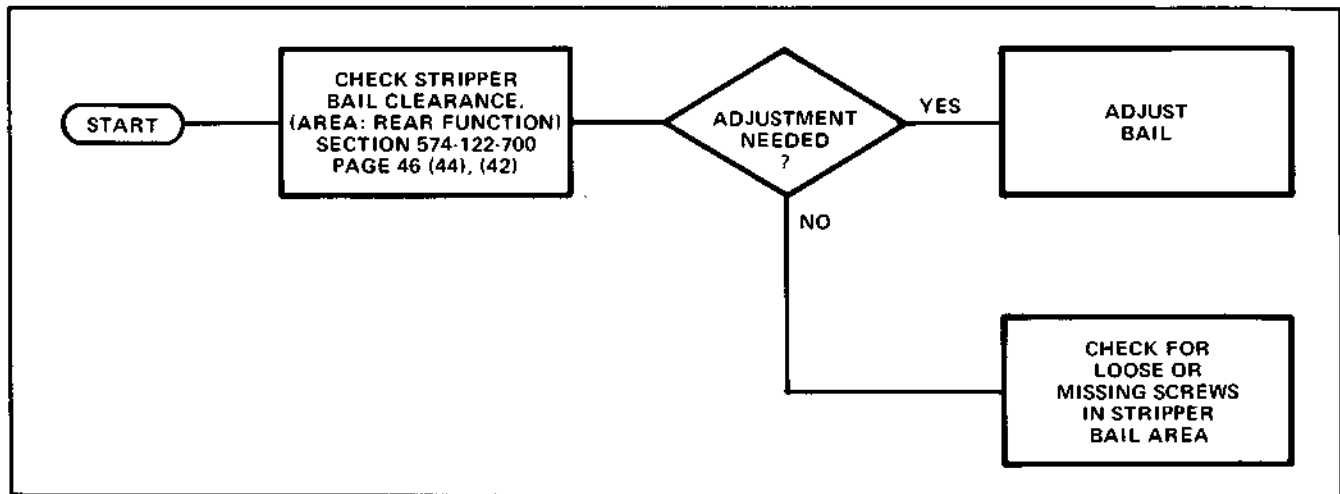 START
CHECK STRIPPER
BAIL CLEARANCE.
(AREA: REAR FUNCTION)
SECTION 574-122-700
PAGE 46 (44), (42)
ADJUSTMENT
NEEDED
?
YES
ADJUST
BAIL
NO
CHECK FOR
LOOSE OR
MISSING SCREWS
IN STRIPPER
BAIL AREA